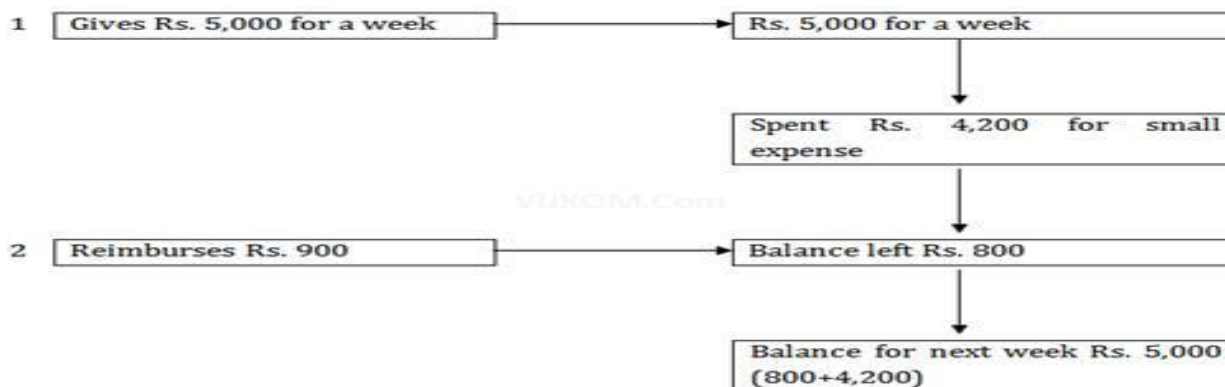 1 Gives Rs. 5,000 for a week Rs. 5,000 for a week
Spent Rs. 4,200 for small
expense
VIJKOM.Com
2 Reimburses Rs. 900 Balance left Rs. 800
Balance for next week Rs. 5,000
(800+4,200)